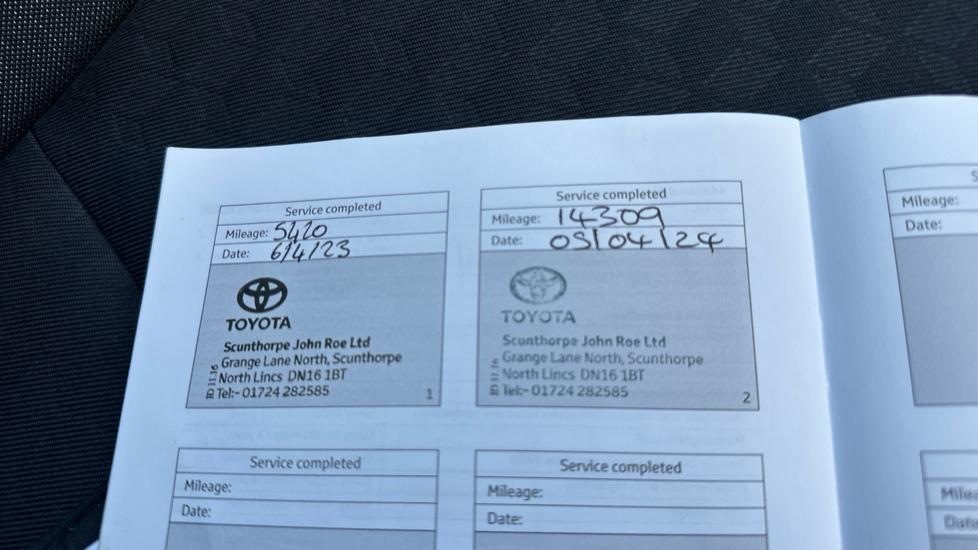 Service completed
Mileage: 5420
Date: 6/4/23
TOYOTA
Scunthorpe John Roe Ltd
Grange Lane North, Scunthorpe
North Lincs DN16 1BT
Tel:- 01724 282585
1
Service completed
Mileage: 14309
Date: 05/04/24
TOYOTA
Scunthorpe John Roe Ltd
Grange Lane North, Scunthorpe
North Lincs DN16 1BT
Tel:- 01724 282585
2
S
Mileage:
Date:
Service completed
Mileage:
Date:
Service completed
Mileage:
Date:
Milea
Date: